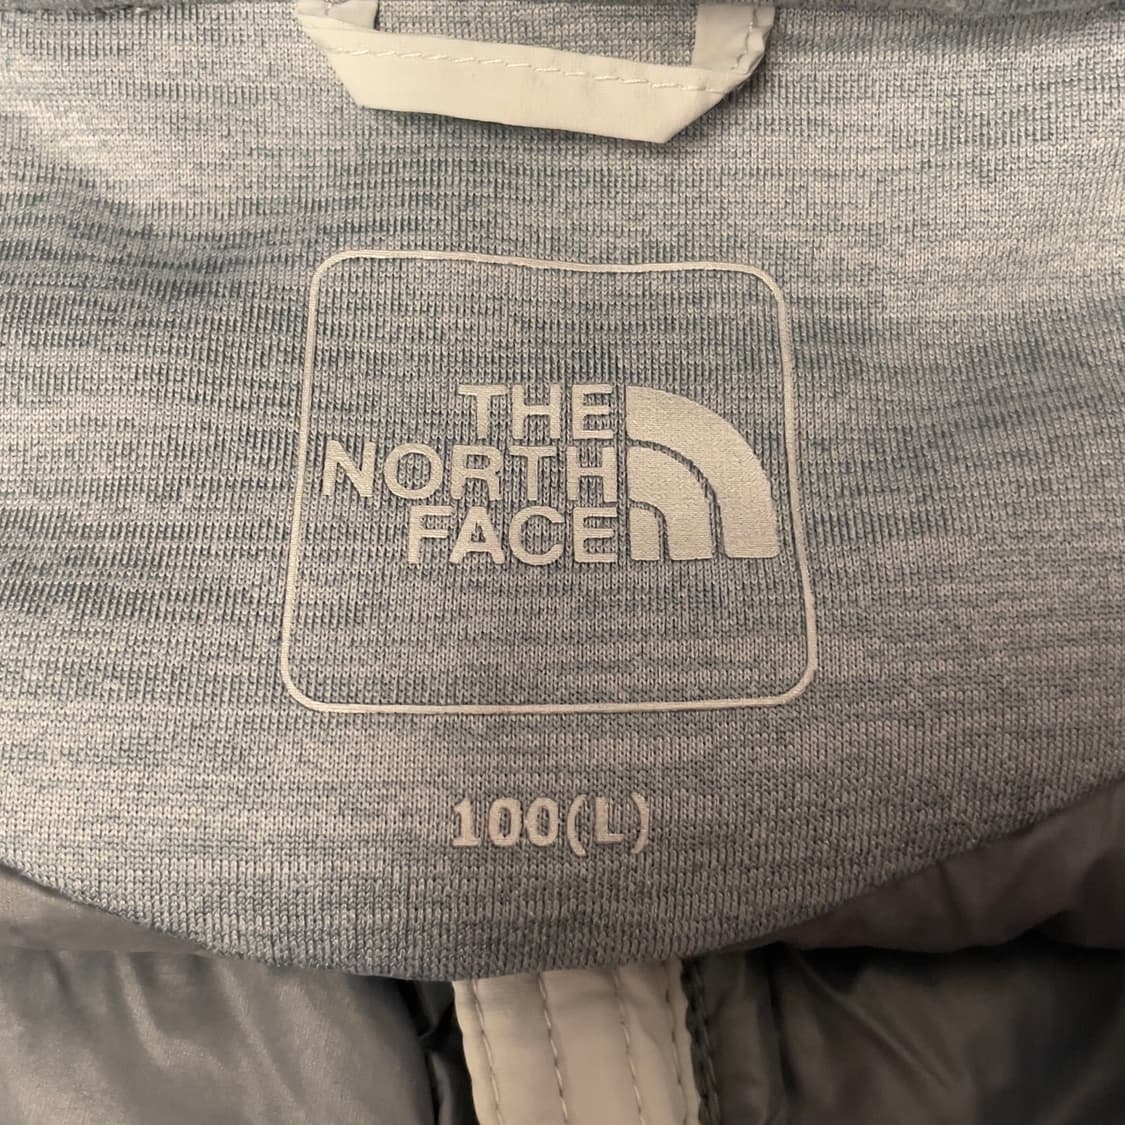 THE
NORTH
FACE
100(L)